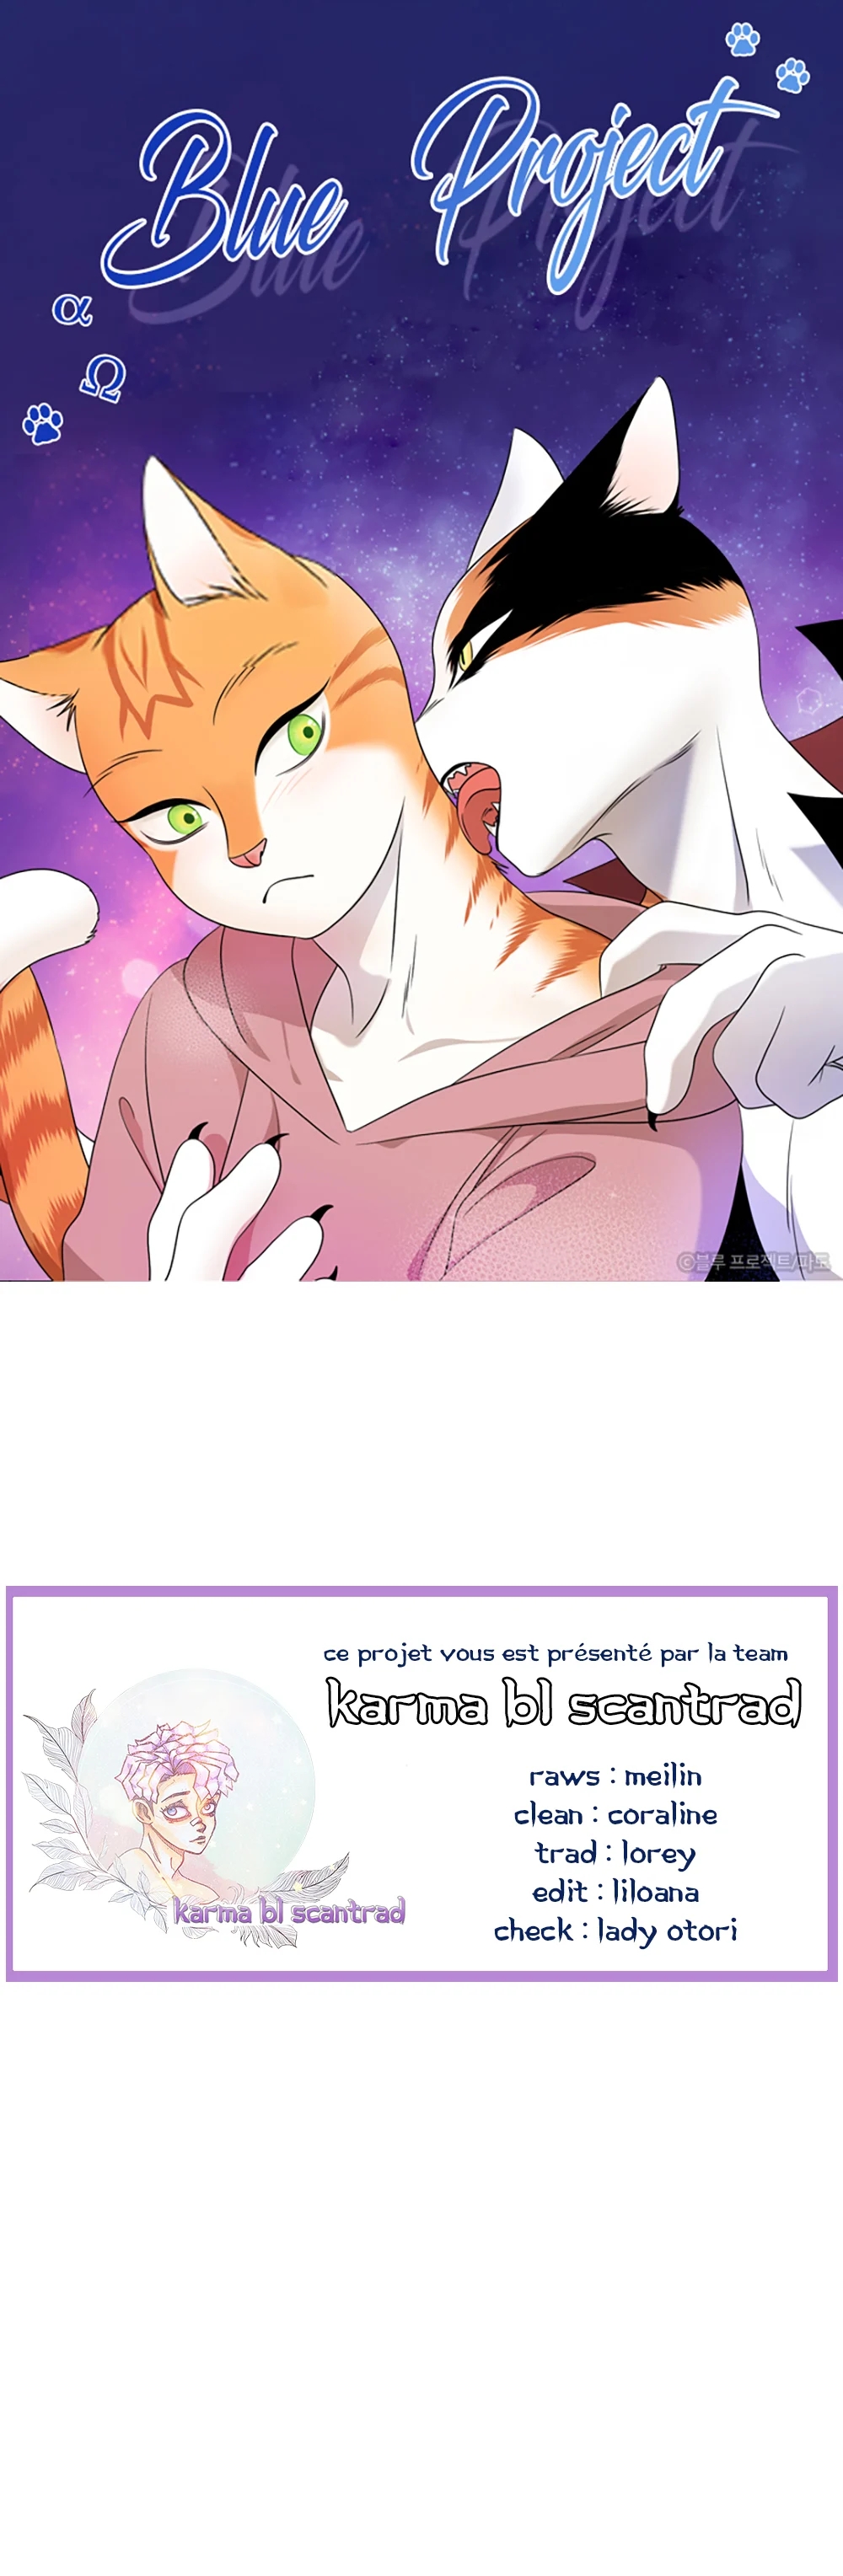 Blue Project
α
Ω
©블루 프로젝트/파도
ce projet vous est présenté par la team
karma bl scantrad
raws : meilin
clean : coraline
trad : lorey
edit : liloana
check : lady otori
karma bl scantrad